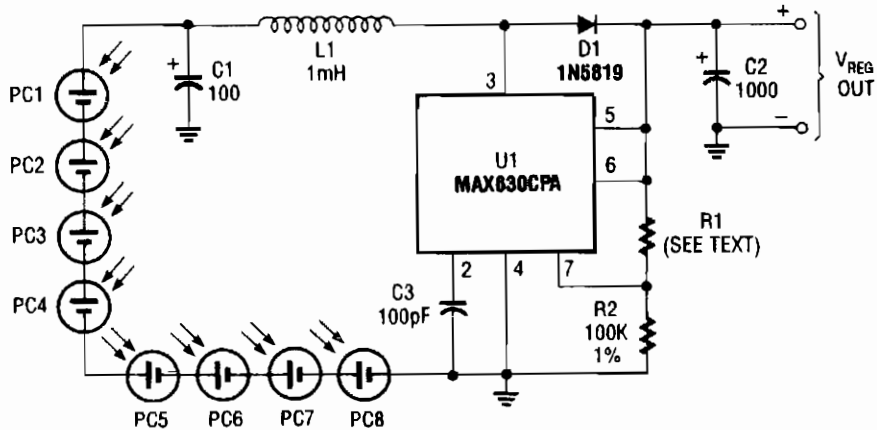 +
L1
1mH
C1
100
D1
1N5819
+
C2
1000
+
−
VREG
OUT
PC1
PC2
PC3
PC4
3
5
6
U1
MAX630CPA
2
4
7
C3
100pF
R1
(SEE TEXT)
R2
100K
1%
PC5
PC6
PC7
PC8